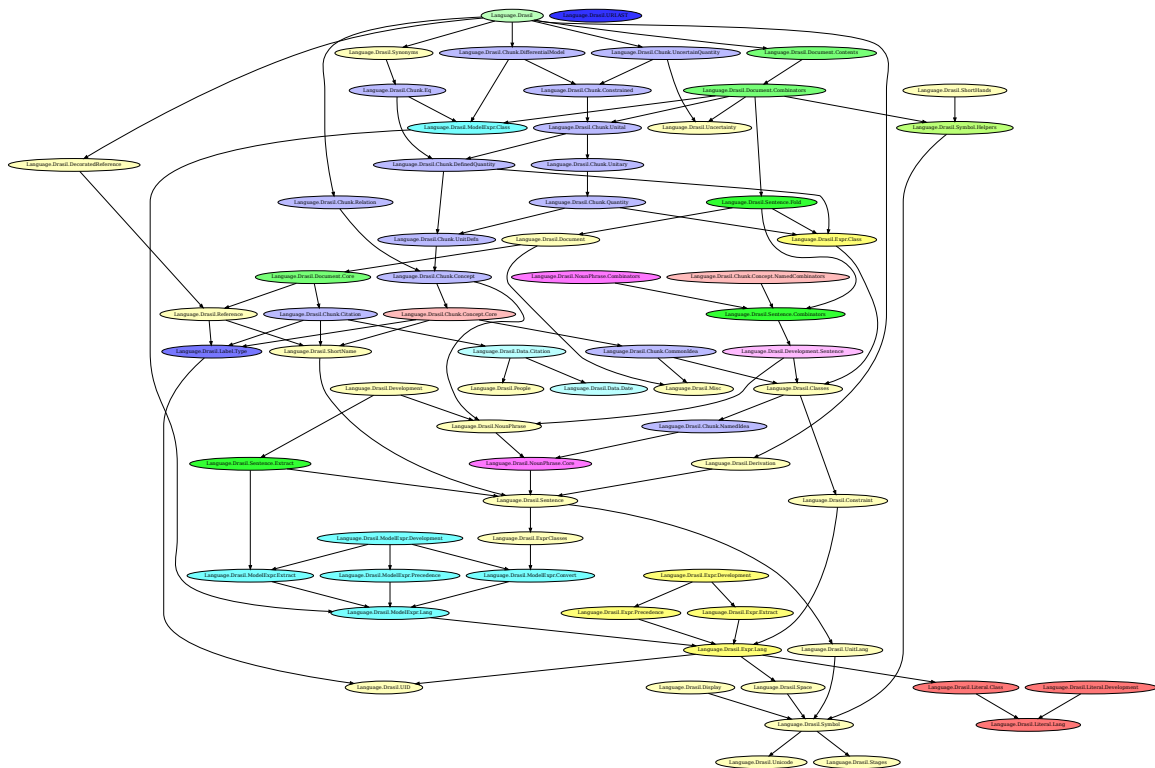 Language.Drasil
Language.Drasil.URI.AST
Language.Drasil.Synonyms
Language.Drasil.Chunk.DifferentialModel
Language.Drasil.Chunk.UncertainQuantity
Language.Drasil.Document.Contents
Language.Drasil.Chunk.Eq
Language.Drasil.Chunk.Constrained
Language.Drasil.Document.Combinators
Language.Drasil.ShortHands
Language.Drasil.ModelExpr.Class
Language.Drasil.Chunk.Unital
Language.Drasil.Uncertainty
Language.Drasil.Symbol.Helpers
Language.Drasil.DecoratedReference
Language.Drasil.Chunk.DefinedQuantity
Language.Drasil.Chunk.Unitary
Language.Drasil.Chunk.Relation
Language.Drasil.Chunk.Quantity
Language.Drasil.Sentence.Fold
Language.Drasil.Chunk.UnitDefn
Language.Drasil.Document
Language.Drasil.Expr.Class
Language.Drasil.Document.Core
Language.Drasil.Chunk.Concept
Language.Drasil.NounPhrase.Combinators
Language.Drasil.Chunk.Concept.NamedCombinators
Language.Drasil.Reference
Language.Drasil.Chunk.Citation
Language.Drasil.Chunk.Concept.Core
Language.Drasil.Sentence.Combinators
Language.Drasil.Label.Type
Language.Drasil.ShortName
Language.Drasil.Data.Citation
Language.Drasil.Chunk.CommonIdea
Language.Drasil.Development.Sentence
Language.Drasil.Development
Language.Drasil.People
Language.Drasil.Data.Date
Language.Drasil.Misc
Language.Drasil.Classes
Language.Drasil.NounPhrase
Language.Drasil.Chunk.NamedIdea
Language.Drasil.Sentence.Extract
Language.Drasil.NounPhrase.Core
Language.Drasil.Derivation
Language.Drasil.Sentence
Language.Drasil.Constraint
Language.Drasil.ModelExpr.Development
Language.Drasil.ExprClasses
Language.Drasil.ModelExpr.Extract
Language.Drasil.ModelExpr.Precedence
Language.Drasil.ModelExpr.Convert
Language.Drasil.Expr.Development
Language.Drasil.ModelExpr.Lang
Language.Drasil.Expr.Precedence
Language.Drasil.Expr.Extract
Language.Drasil.Expr.Lang
Language.Drasil.UnitLang
Language.Drasil.UID
Language.Drasil.Display
Language.Drasil.Space
Language.Drasil.Literal.Class
Language.Drasil.Literal.Development
Language.Drasil.Symbol
Language.Drasil.Literal.Lang
Language.Drasil.Unicode
Language.Drasil.Stages